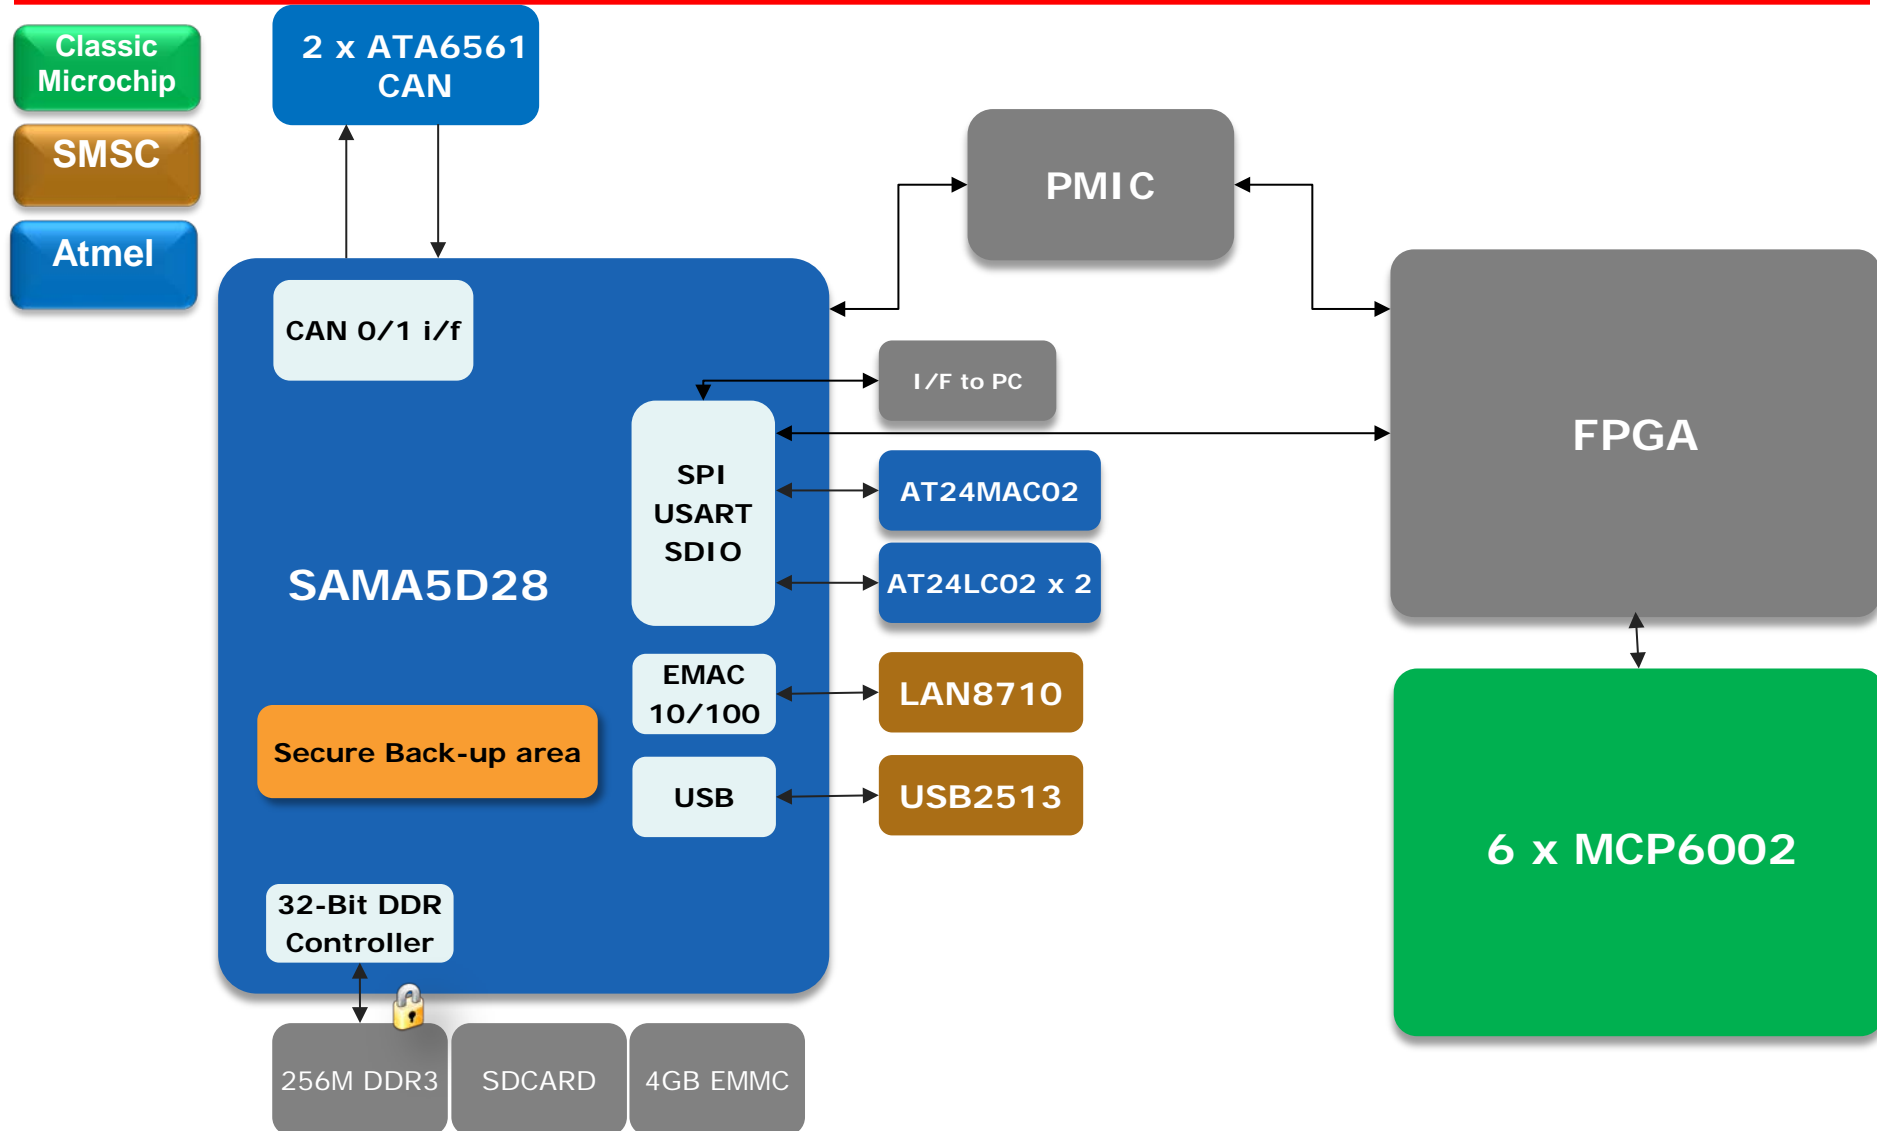 Classic
Microchip
SMSC
Atmel
2 x ATA6561
CAN
PMIC
CAN 0/1 i/f
I/F to PC
FPGA
SPI
USART
SDIO
AT24MAC02
AT24LC02 x 2
SAMA5D28
EMAC
10/100
LAN8710
Secure Back-up area
USB
USB2513
6 x MCP6002
32-Bit DDR
Controller
256M DDR3
SDCARD
4GB EMMC